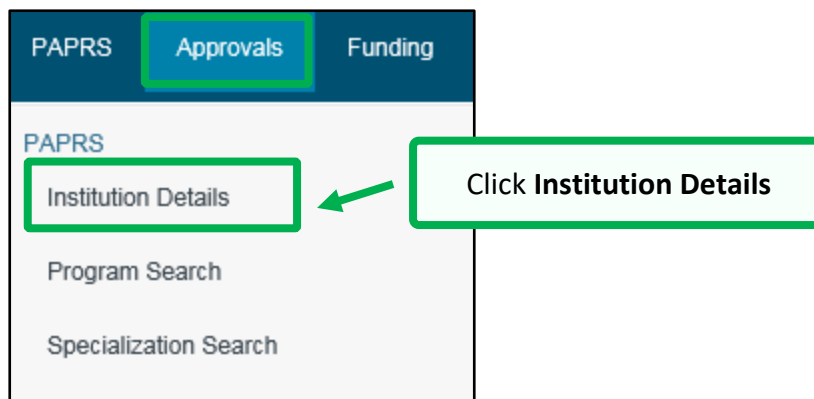 PAPRS Approvals Funding
PAPRS
Institution Details
Click Institution Details
Program Search
Specialization Search